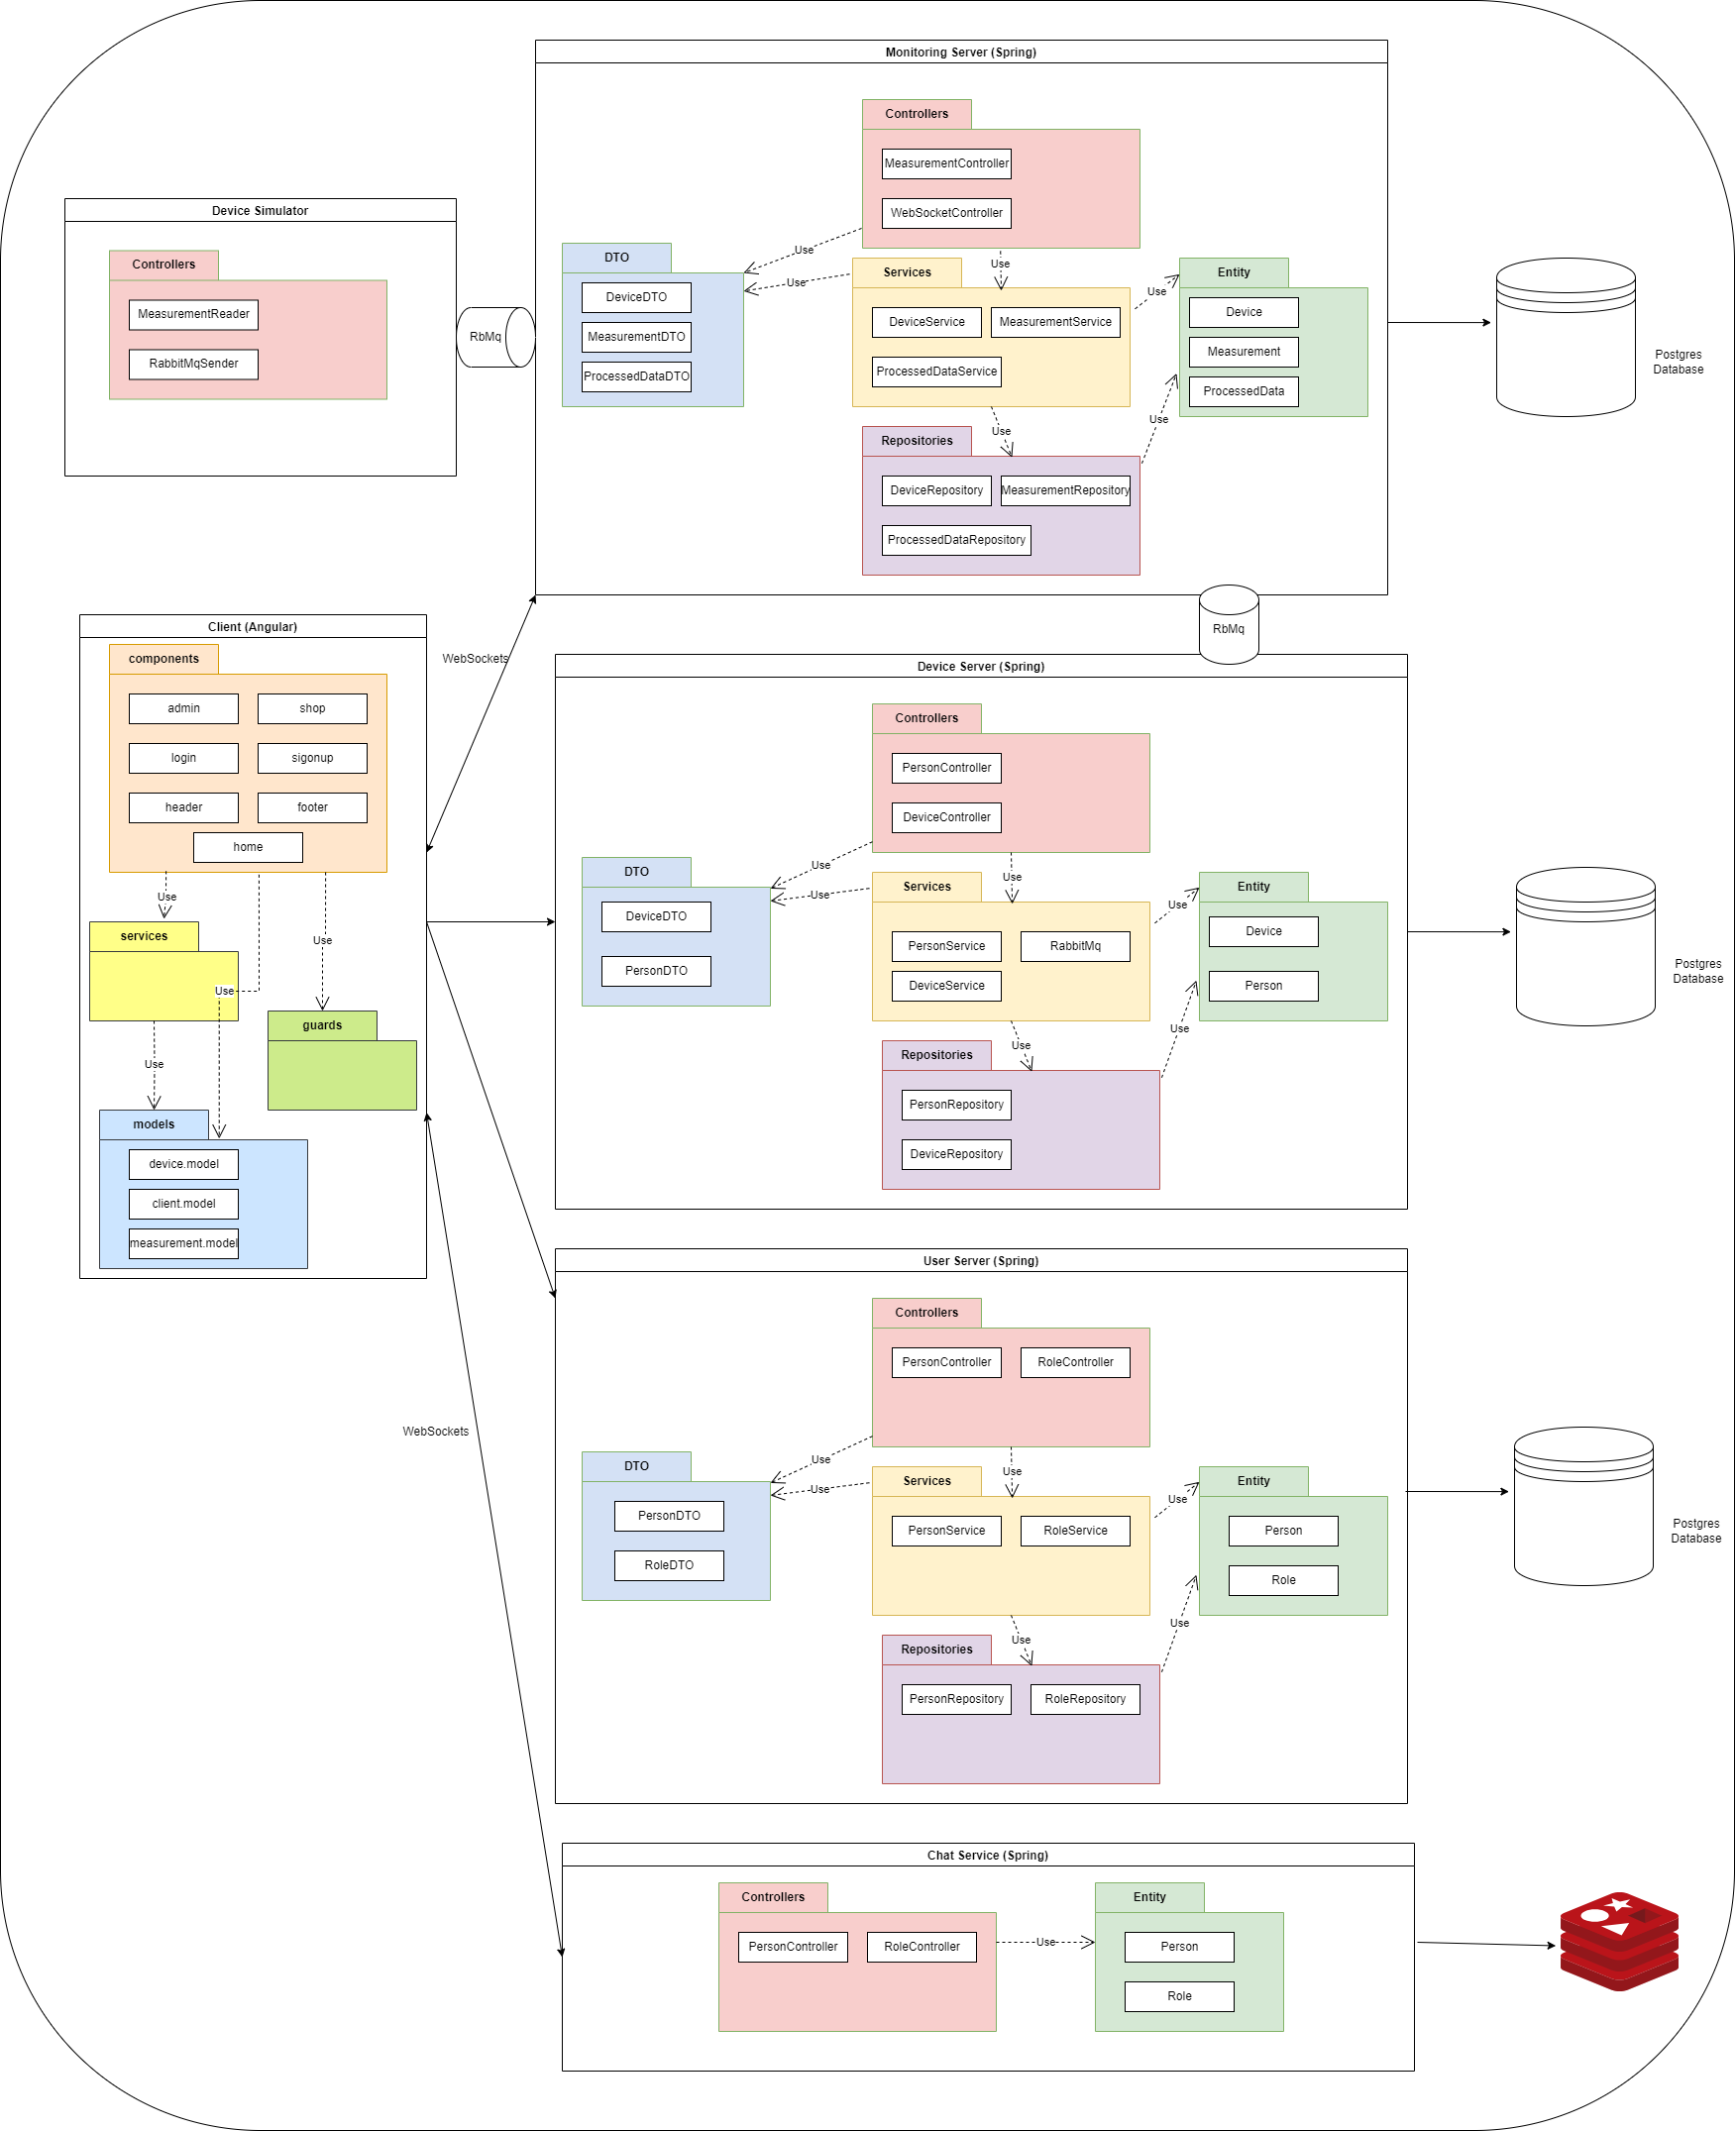 Monitoring Server (Spring)
Controllers
MeasurementController
WebSocketController
Use
Use
Use
DTO
DeviceDTO
MeasurementDTO
ProcessedDataDTO
Services
DeviceService
MeasurementService
ProcessedDataService
Use
Entity
Device
Measurement
ProcessedData
Use
Use
Repositories
DeviceRepository
MeasurementRepository
ProcessedDataRepository
Postgres
Database
Device Simulator
Controllers
MeasurementReader
RabbitMqSender
RbMq
RbMq
Client (Angular)
components
admin
shop
login
sigonup
header
footer
home
Use
Use
Use
services
guards
Use
models
device.model
client.model
measurement.model
WebSockets
WebSockets
Device Server (Spring)
Controllers
PersonController
DeviceController
Use
Use
Use
DTO
DeviceDTO
PersonDTO
Services
PersonService
RabbitMq
DeviceService
Use
Entity
Device
Person
Use
Use
Repositories
PersonRepository
DeviceRepository
Postgres
Database
User Server (Spring)
Controllers
PersonController
RoleController
Use
Use
Use
DTO
PersonDTO
RoleDTO
Services
PersonService
RoleService
Use
Entity
Person
Role
Use
Use
Repositories
PersonRepository
RoleRepository
Postgres
Database
Chat Service (Spring)
Controllers
PersonController
RoleController
Use
Entity
Person
Role